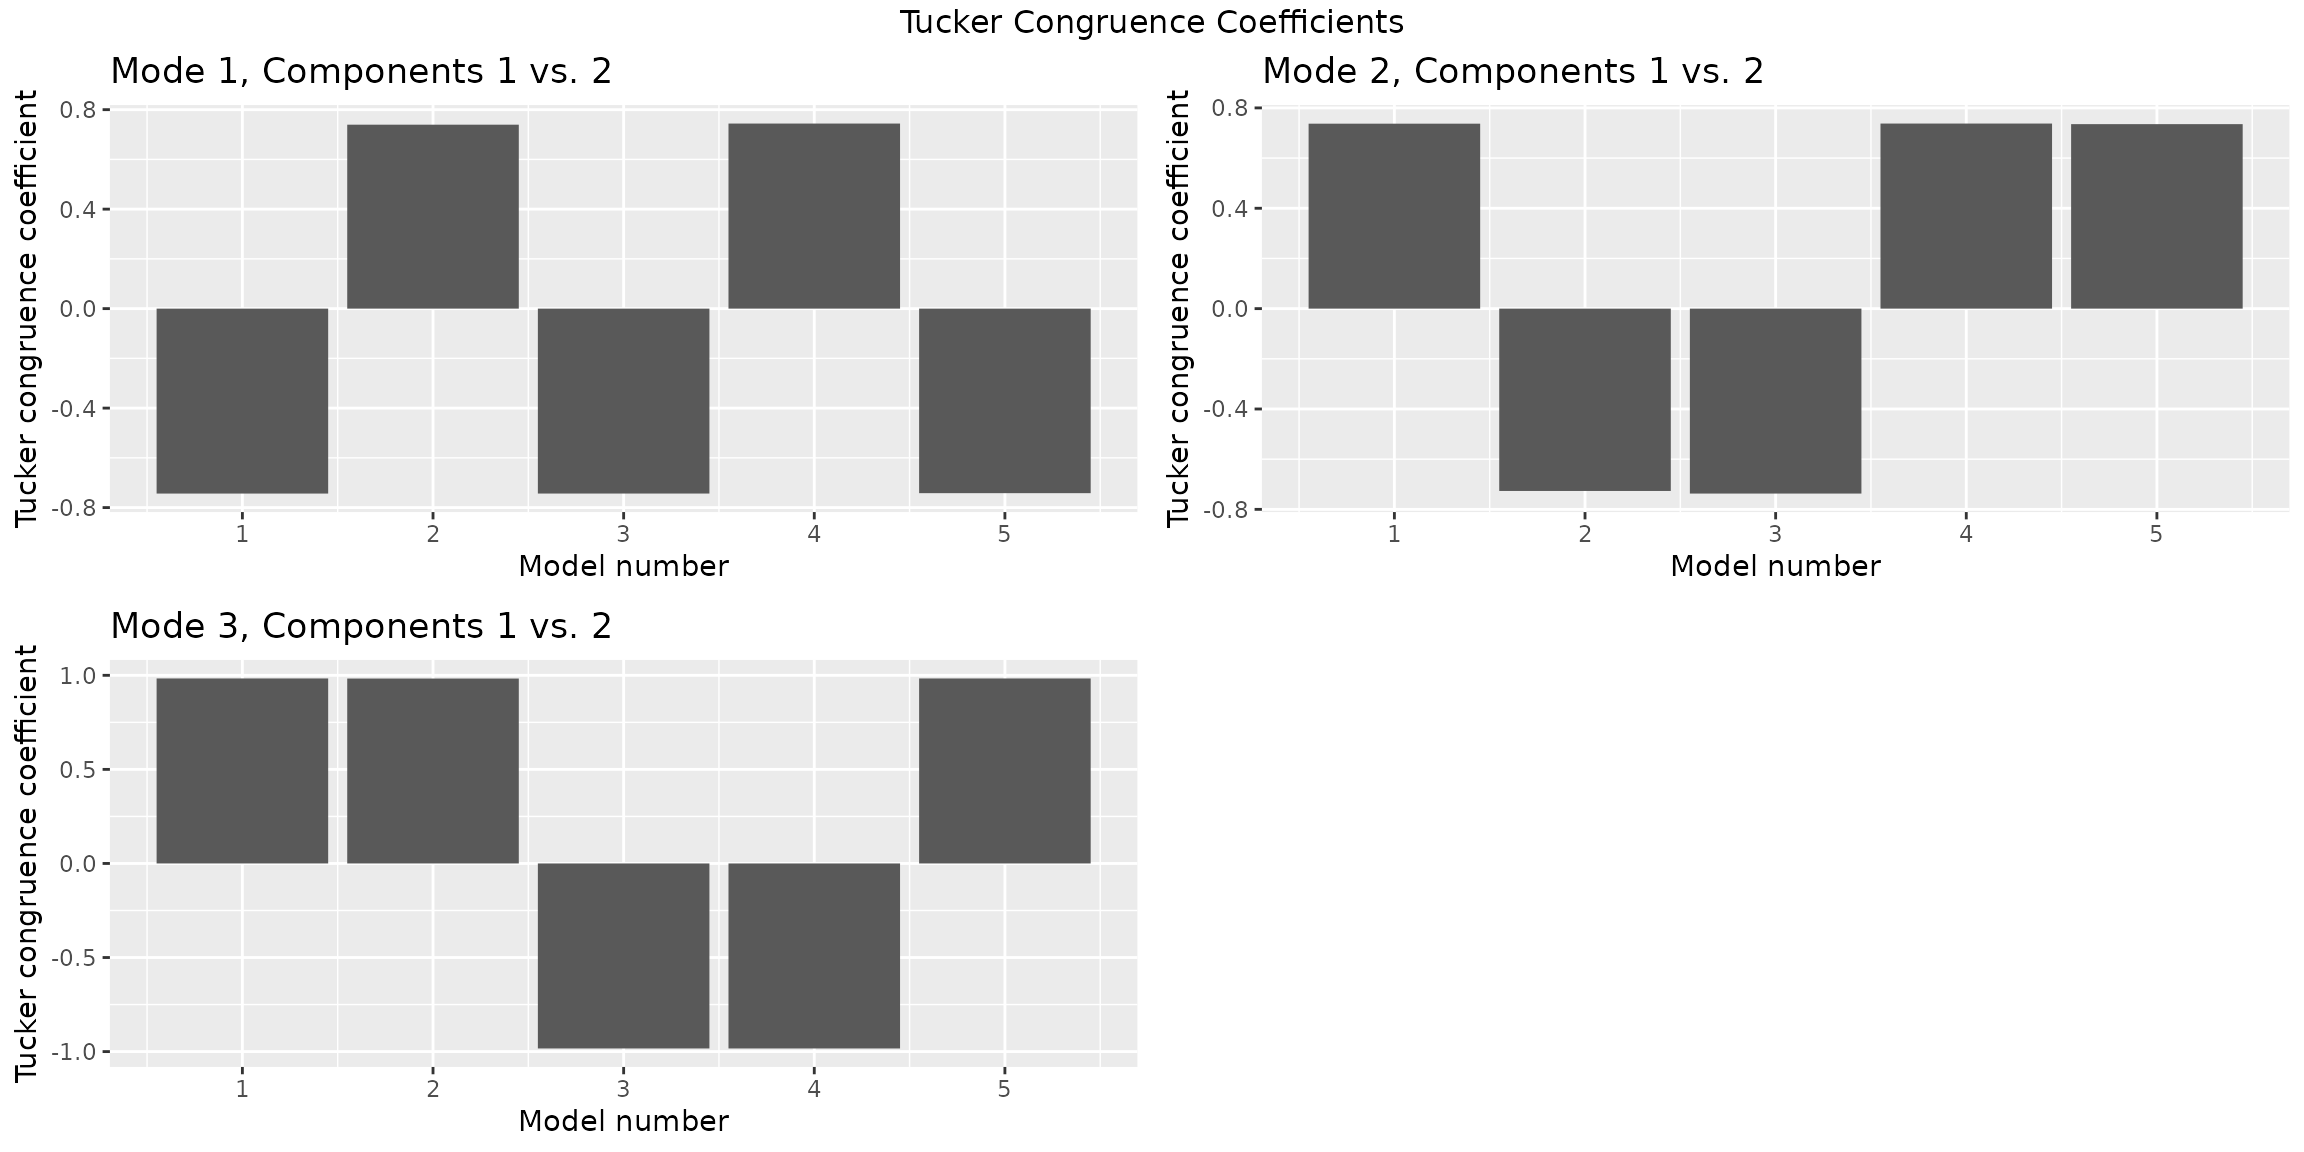 Tucker Congruence Coefficients
Mode 1, Components 1 vs. 2
Tucker congruence coefficient
0.8
0.4
0.0
-0.4
-0.8
1 2 3 4 5
Model number
Mode 2, Components 1 vs. 2
Tucker congruence coefficient
0.8
0.4
0.0
-0.4
-0.8
1 2 3 4 5
Model number
Mode 3, Components 1 vs. 2
Tucker congruence coefficient
1.0
0.5
0.0
-0.5
-1.0
1 2 3 4 5
Model number